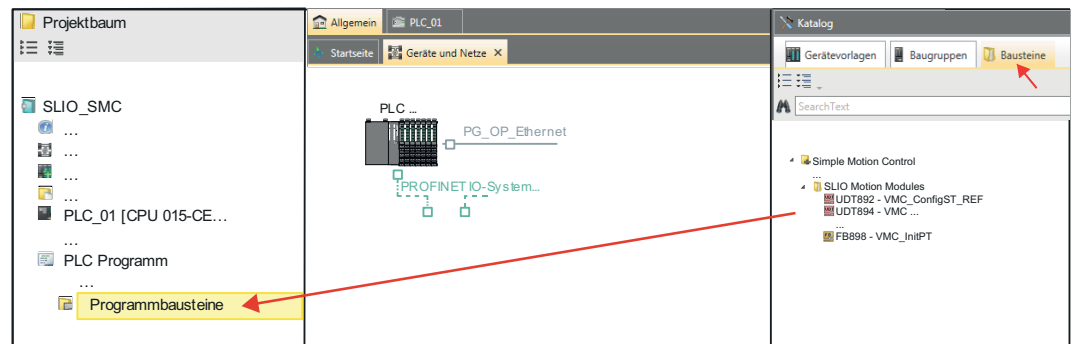 Projektbaum
SLIO_SMC
...
...
...
...
PLC_01 [CPU 015-CE...
...
PLC Programm
...
Programmbausteine
Allgemein PLC_01
Startseite Geräte und Netze ×
PLC ...
PG_OP_Ethernet
PROFINET IO-System...
Katalog
Gerätevorlagen Baugruppen Bausteine
SearchText
Simple Motion Control
...
SLIO Motion Modules
UDT892 - VMC_ConfigST_REF
UDT894 - VMC ...
...
FB898 - VMC_InitPT